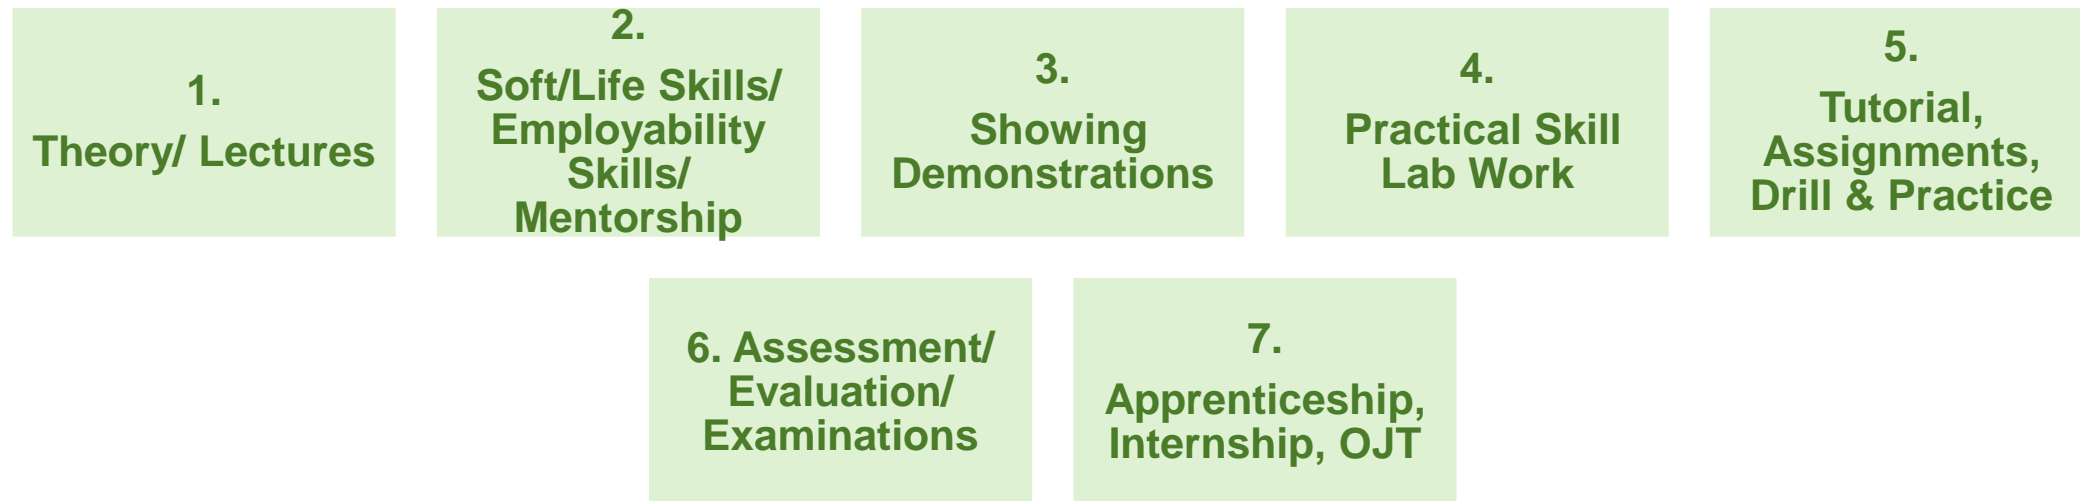 1.
Theory/ Lectures
2.
Soft/Life Skills/
Employability
Skills/
Mentorship
3.
Showing
Demonstrations
4.
Practical Skill
Lab Work
5.
Tutorial,
Assignments,
Drill & Practice
6. Assessment/
Evaluation/
Examinations
7.
Apprenticeship,
Internship, OJT